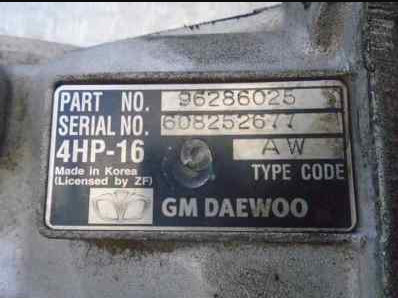 PART NO. 96286025
SERIAL NO. 608252677
4HP-16 AW
Made in Korea
(Licensed by ZF) TYPE CODE
GM DAEWOO